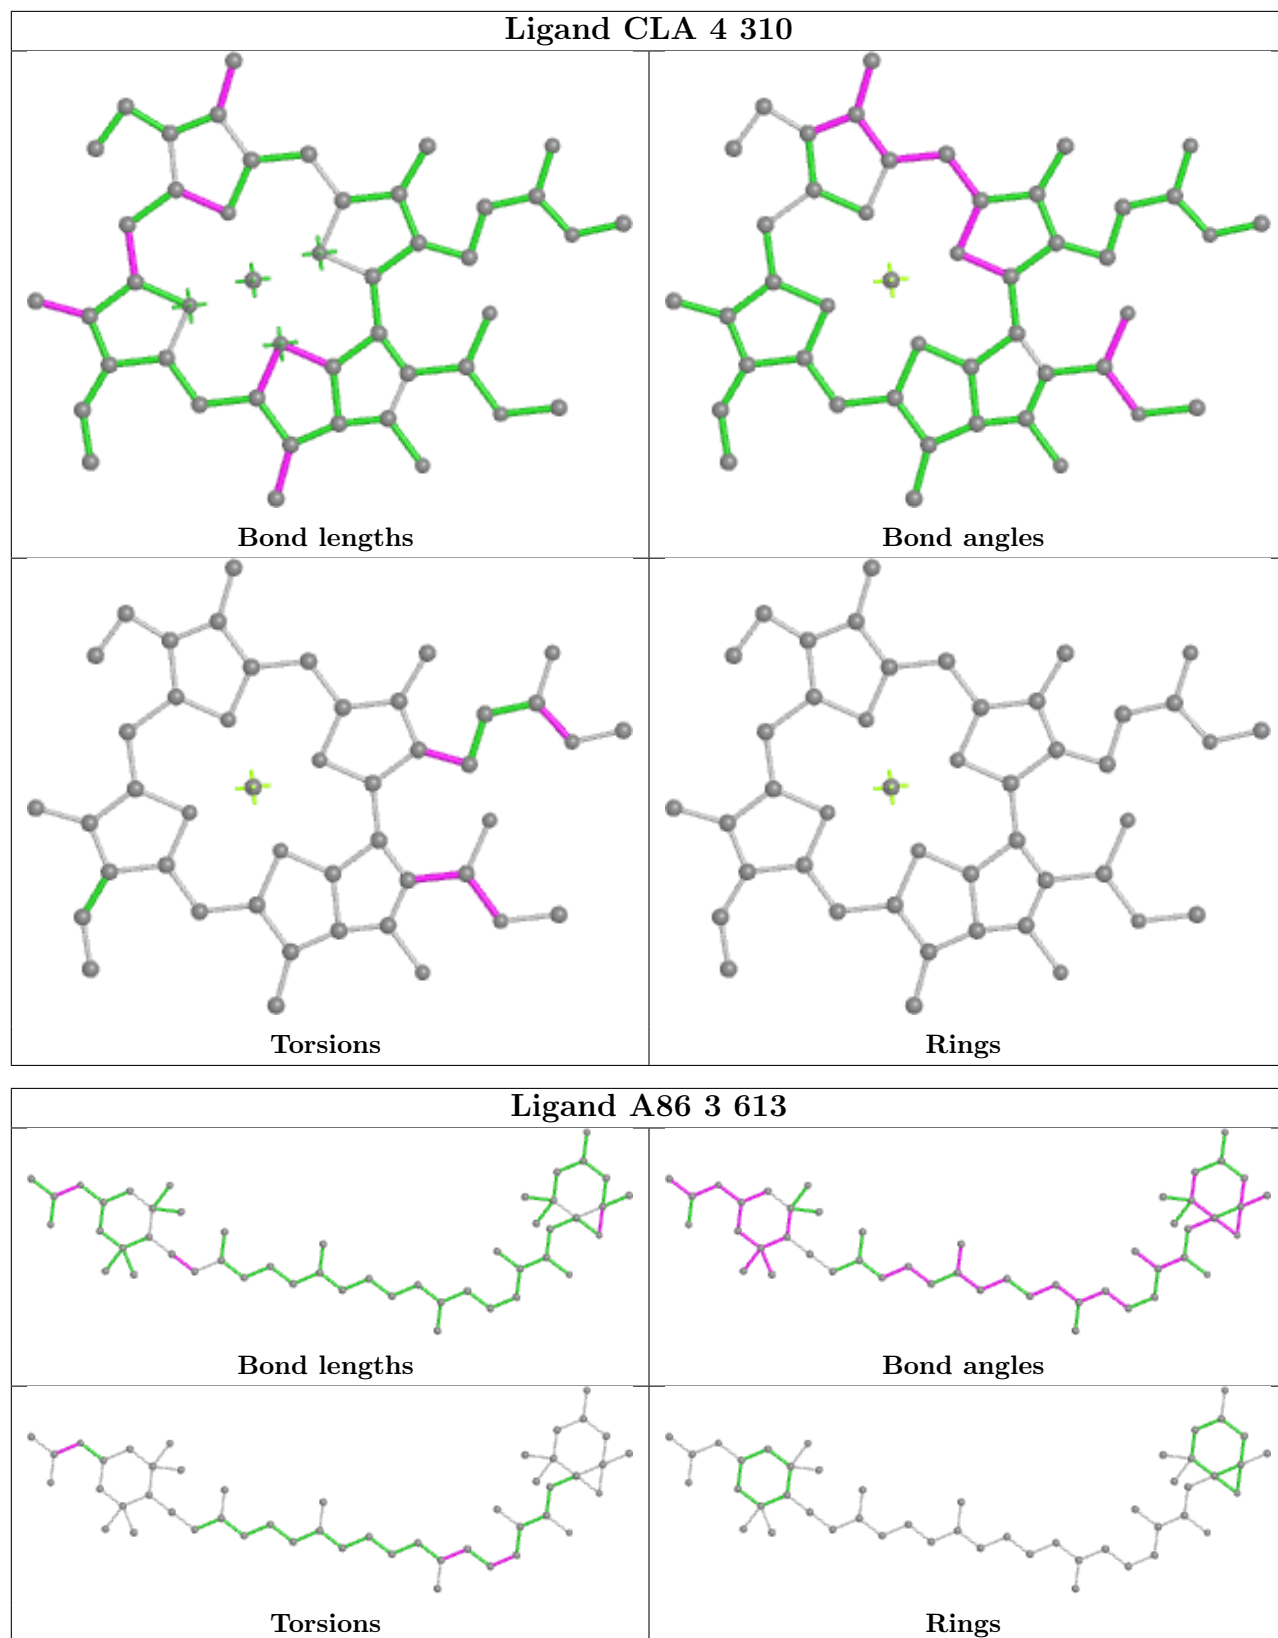 Ligand CLA 4 310
Bond lengths
Bond angles
Torsions
Rings
Ligand A86 3 613
Bond lengths
Bond angles
Torsions
Rings